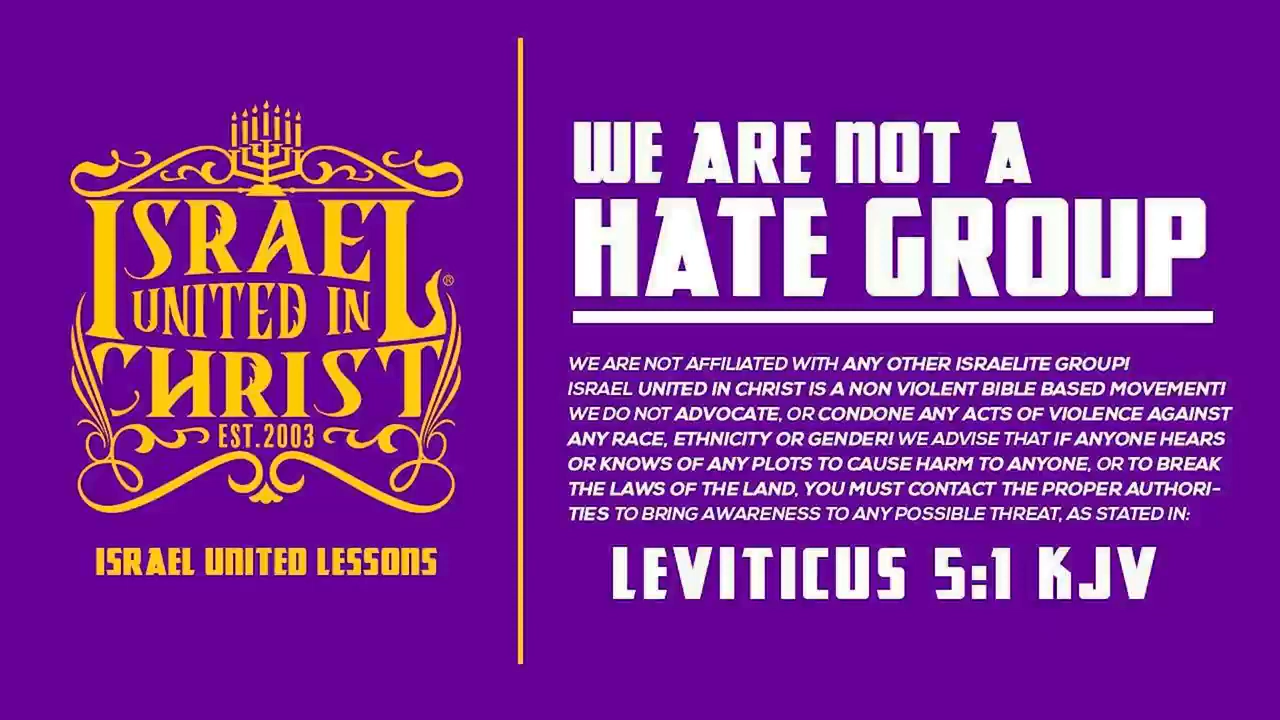 ISRAEL
UNITED IN
CHRIST
EST. 2003
®
ISRAEL UNITED LESSONS
WE ARE NOT A
HATE GROUP
WE ARE NOT AFFILIATED WITH ANY OTHER ISRAELITE GROUP!
ISRAEL UNITED IN CHRIST IS A NON VIOLENT BIBLE BASED MOVEMENT!
WE DO NOT ADVOCATE, OR CONDONE ANY ACTS OF VIOLENCE AGAINST
ANY RACE, ETHNICITY OR GENDER! WE ADVISE THAT IF ANYONE HEARS
OR KNOWS OF ANY PLOTS TO CAUSE HARM TO ANYONE, OR TO BREAK
THE LAWS OF THE LAND, YOU MUST CONTACT THE PROPER AUTHORI-
TIES TO BRING AWARENESS TO ANY POSSIBLE THREAT, AS STATED IN:
LEVITICUS 5:1 KJV